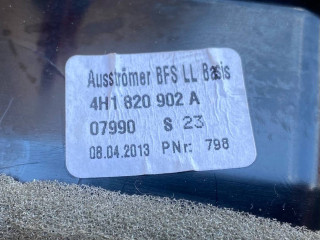 Ausströmer BFS LL Basis
4H1 820 902 A
07990 S 23
08.04.2013 PNr: 798